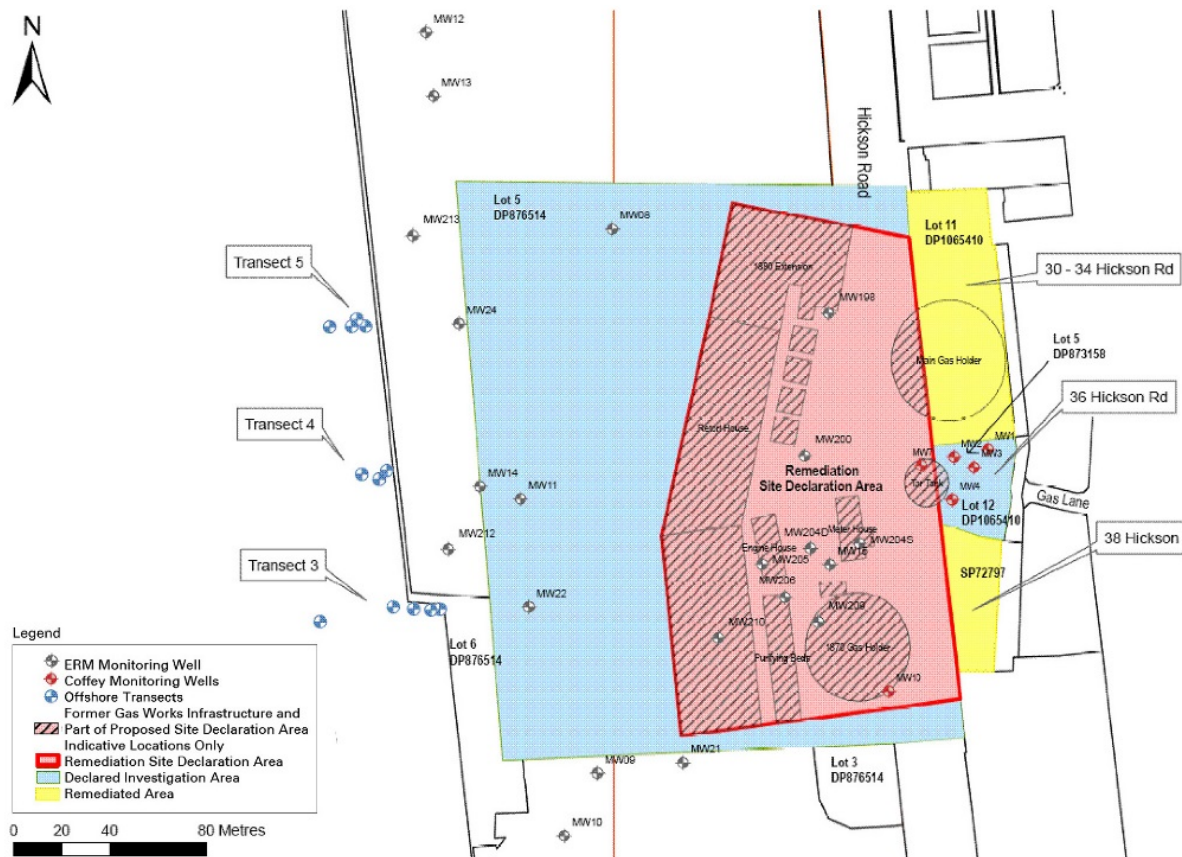 N
MW12
MW13
Hickson Road
Lot 5
DP876514
MW08
MW213
Lot 11
DP1065410
Transect 5
30 - 34 Hickson Rd
1890 Extension
MW24
MW198
Main Gas Holder
Lot 5
DP873158
36 Hickson Rd
Transect 4
Retort House
MW200
MW7
MW2
MW1
MW3
Remediation
Site Declaration Area
Tar Tank
MW4
MW14
MW11
Lot 12
DP1065410
Gas Lane
MW212
Meter House
MW204D
MW204S
Engine House
MW205
MW15
38 Hickson
Transect 3
SP72797
MW206
MW22
MW209
MW210
Lot 6
DP876514
Purifying Beds
1872 Gas Holder
MW10
MW21
MW09
Lot 3
DP876514
MW10
Legend
ERM Monitoring Well
Coffey Monitoring Wells
Offshore Transects
Former Gas Works Infrastructure and
Part of Proposed Site Declaration Area
Indicative Locations Only
Remediation Site Declaration Area
Declared Investigation Area
Remediated Area
0 20 40 80 Metres